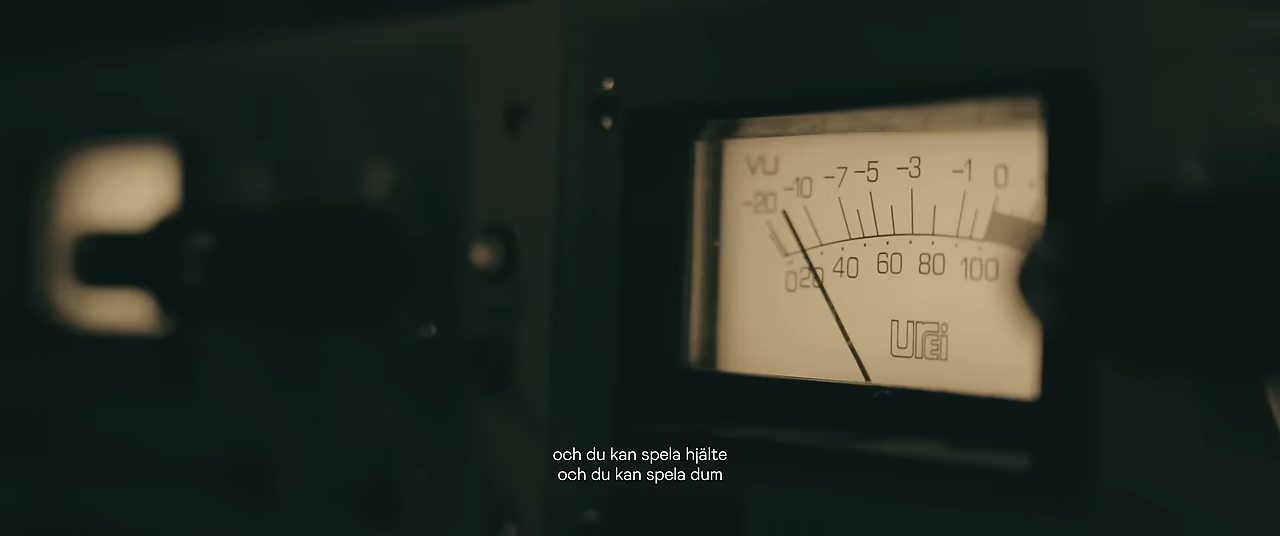 VU
-20 -10 -7 -5 -3 -1 0
0 20 40 60 80 100
urei
och du kan spela hjälte
och du kan spela dum